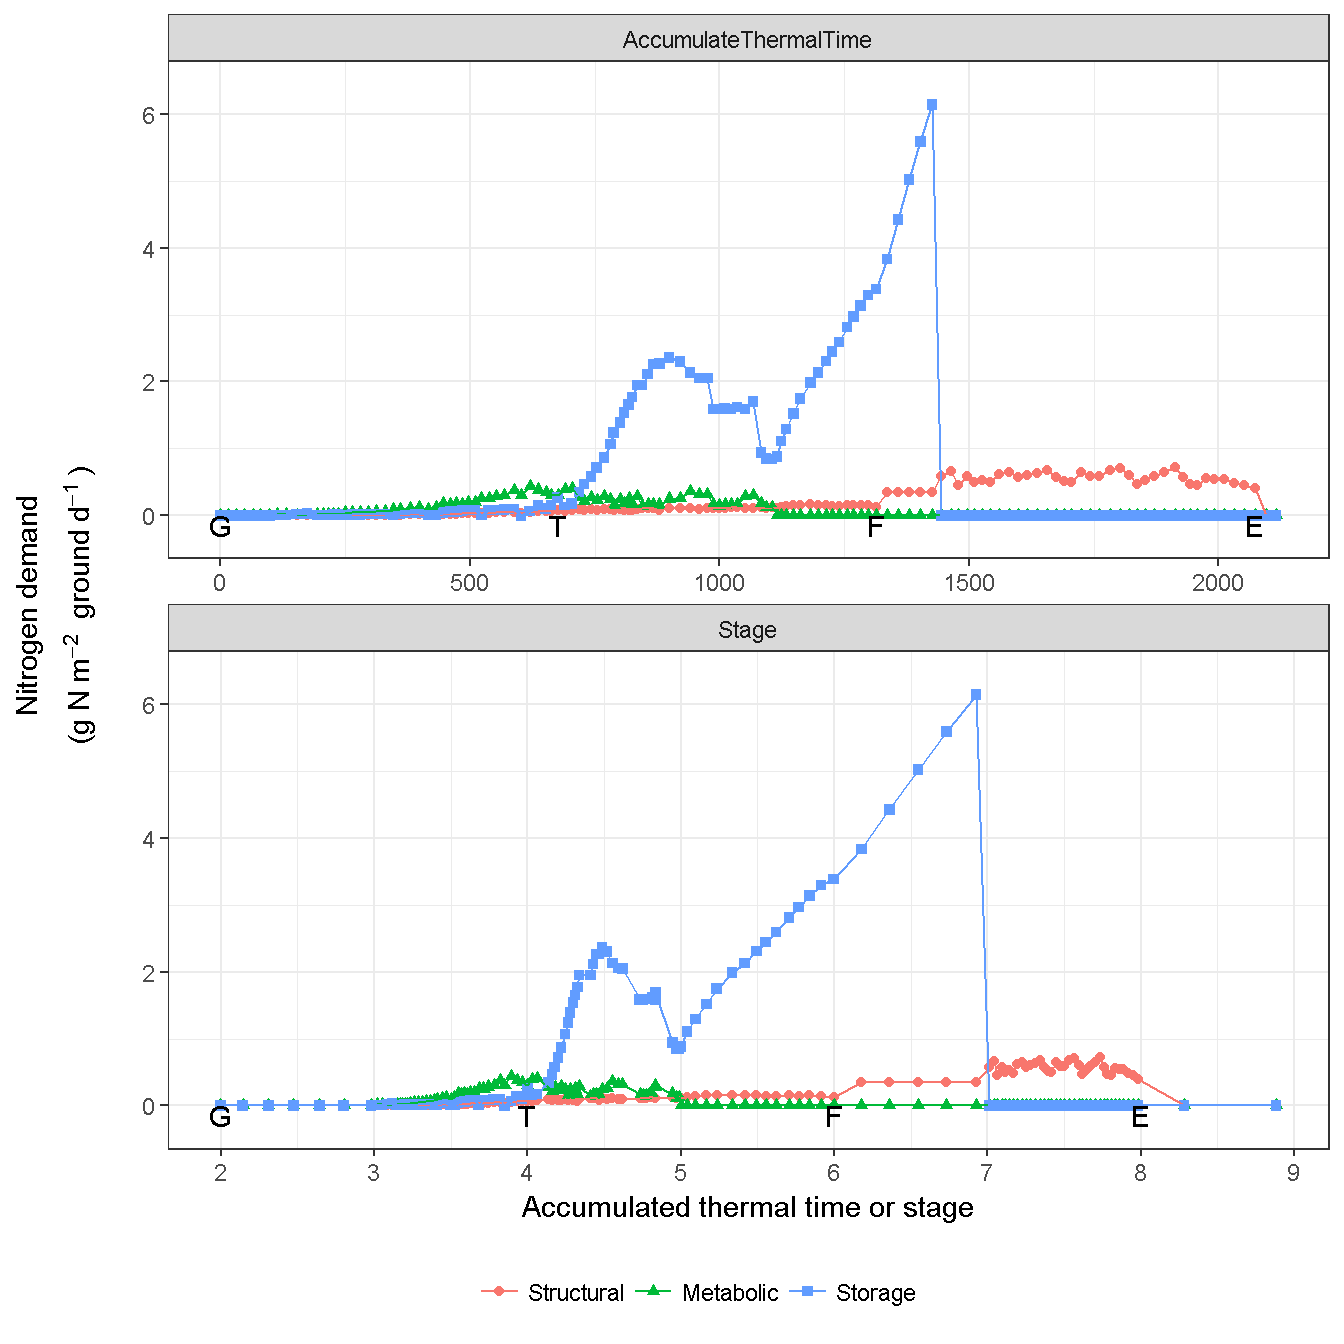 AccumulateThermalTime
6
4
2
0
G T F E
0 500 1000 1500 2000
Stage
6
4
2
0
G T F E
2 3 4 5 6 7 8 9
Nitrogen demand
(g N m⁻² ground d⁻¹)
Accumulated thermal time or stage
Structural Metabolic Storage